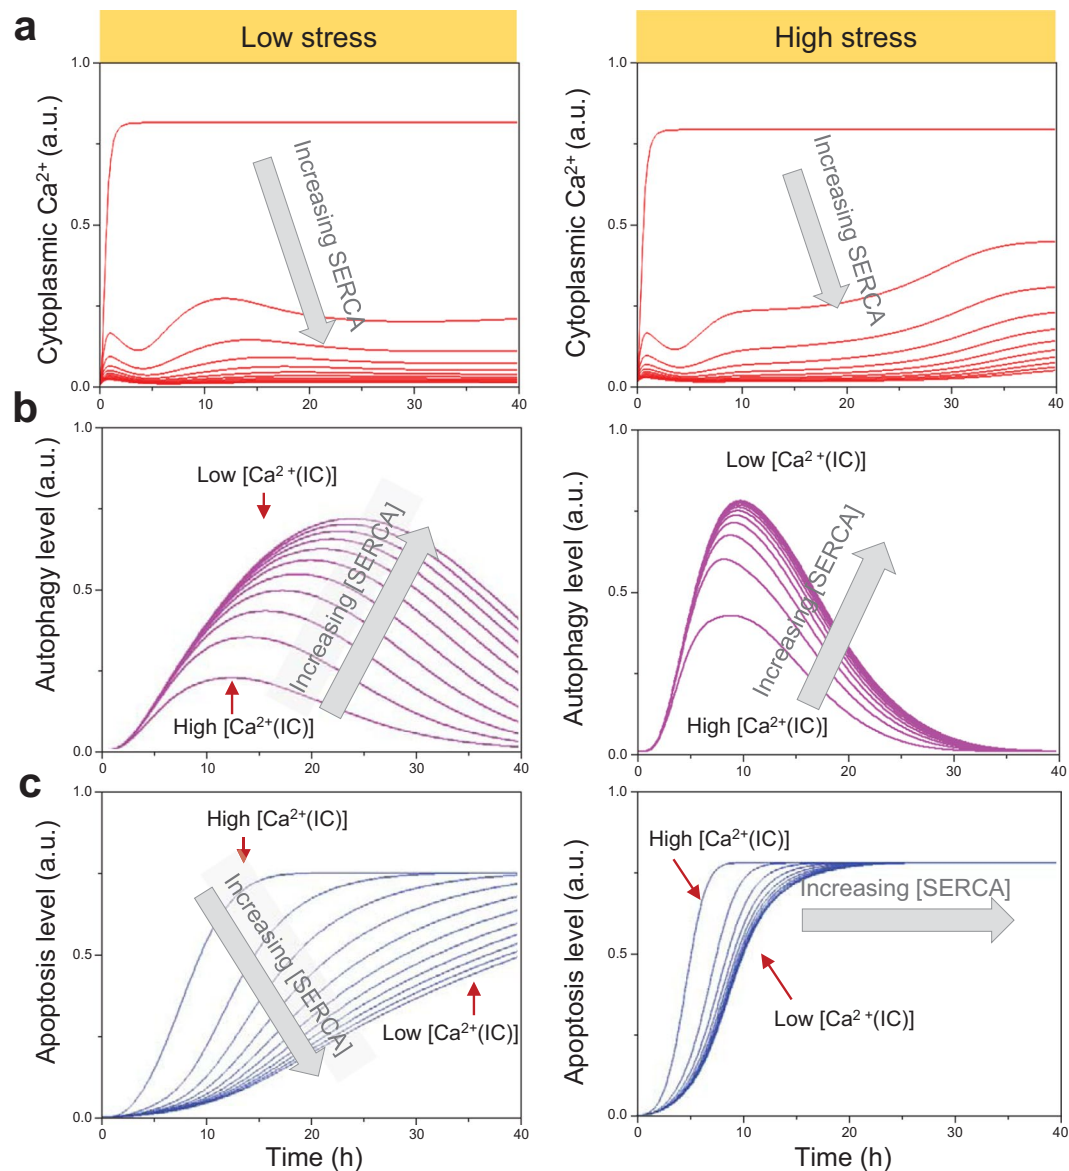 a
Low stress
High stress
Cytoplasmic Ca²⁺ (a.u.)
1.0
0.5
0.0
0
10
20
30
40
Increasing SERCA
Cytoplasmic Ca²⁺ (a.u.)
1.0
0.5
0.0
0
10
20
30
40
Increasing SERCA
b
Autophagy level (a.u.)
1.0
0.5
0.0
0
10
20
30
40
Low [Ca²⁺(IC)]
Increasing [SERCA]
High [Ca²⁺(IC)]
Autophagy level (a.u.)
1.0
0.5
0.0
0
10
20
30
40
Low [Ca²⁺(IC)]
Increasing [SERCA]
High [Ca²⁺(IC)]
c
Apoptosis level (a.u.)
1.0
0.5
0.0
0
10
20
30
40
High [Ca²⁺(IC)]
Increasing [SERCA]
Low [Ca²⁺(IC)]
Time (h)
Apoptosis level (a.u.)
1.0
0.5
0.0
0
10
20
30
40
High [Ca²⁺(IC)]
Increasing [SERCA]
Low [Ca²⁺(IC)]
Time (h)